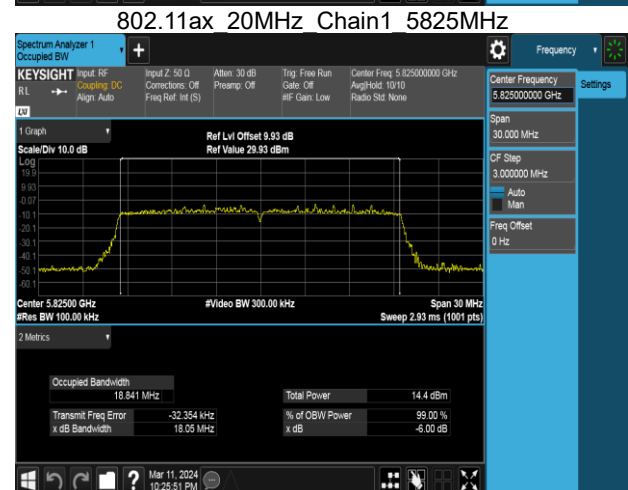 802.11ax_20MHz_Chain1_5825MHz
Spectrum Analyzer 1
Occupied BW
Frequency
KEYSIGHT
RL
LXI
Input: RF
Coupling: DC
Align: Auto
Input Z: 50 Ω
Corrections: Off
Freq Ref: Int (S)
Atten: 30 dB
Preamp: Off
Trig: Free Run
Gate: Off
#IF Gain: Low
Center Freq: 5.825000000 GHz
Avg|Hold: 10/10
Radio Std: None
Center Frequency
5.825000000 GHz
Settings
Span
30.000 MHz
CF Step
3.000000 MHz
Auto
Man
Freq Offset
0 Hz
1 Graph
Scale/Div 10.0 dB
Ref Lvl Offset 9.93 dB
Ref Value 29.93 dBm
Log
19.9
9.93
-0.07
-10.1
-20.1
-30.1
-40.1
-50.1
-60.1
Center 5.82500 GHz
#Res BW 100.00 kHz
#Video BW 300.00 kHz
Span 30 MHz
Sweep 2.93 ms (1001 pts)
2 Metrics
Occupied Bandwidth
18.841 MHz
Total Power 14.4 dBm
Transmit Freq Error -32.354 kHz
% of OBW Power 99.00 %
x dB Bandwidth 18.05 MHz
x dB -6.00 dB
?
Mar 11, 2024
10:25:51 PM